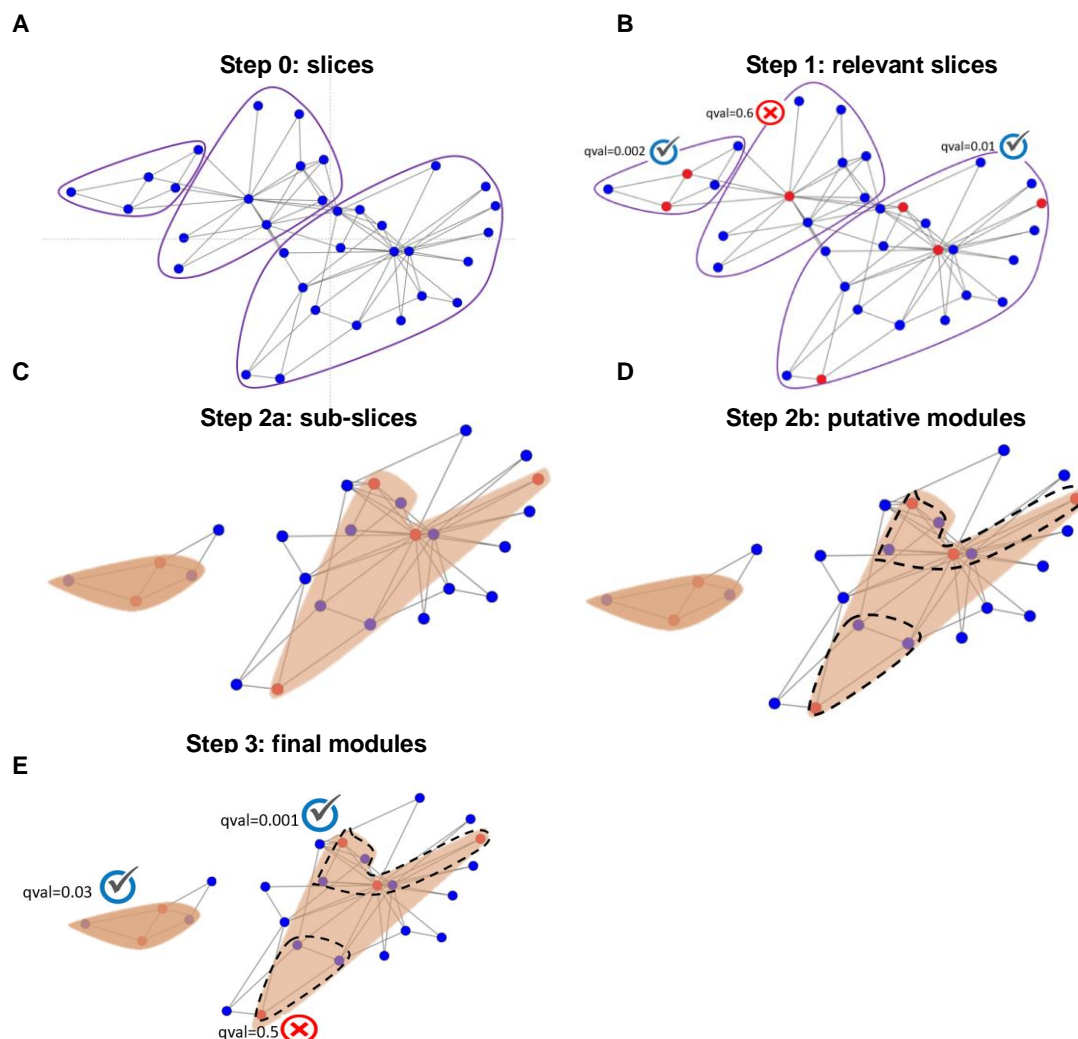 A
B
Step 0: slices
Step 1: relevant slices
qval=0.6
qval=0.002
qval=0.01
C
D
Step 2a: sub-slices
Step 2b: putative modules
Step 3: final modules
E
qval=0.001
qval=0.03
qval=0.5